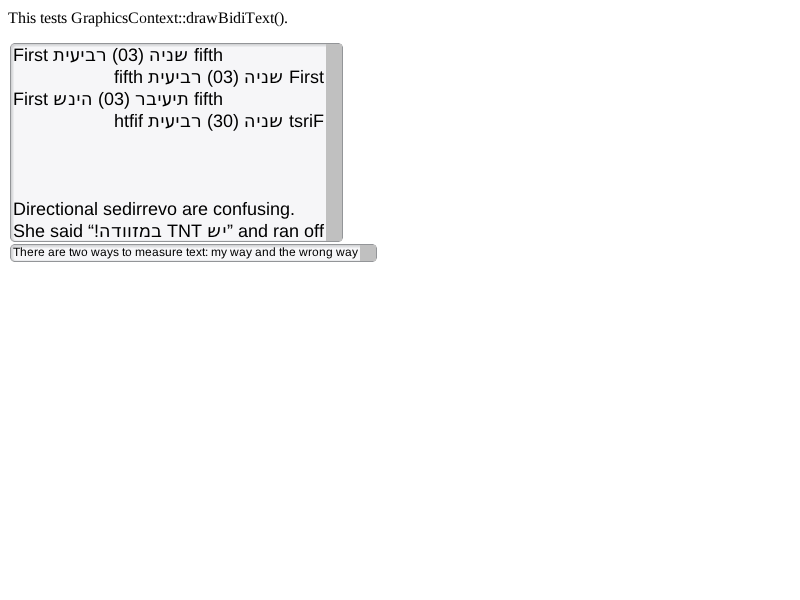 This tests GraphicsContext::drawBidiText().
First שניה (03) רביעית fifth
First שניה (03) רביעית fifth
First הינש (03) תיעיבר fifth
tsriF שניה (30) רביעית htfif
Directional sedirrevo are confusing.
She said “יש TNT במזוודה!” and ran off
There are two ways to measure text: my way and the wrong way